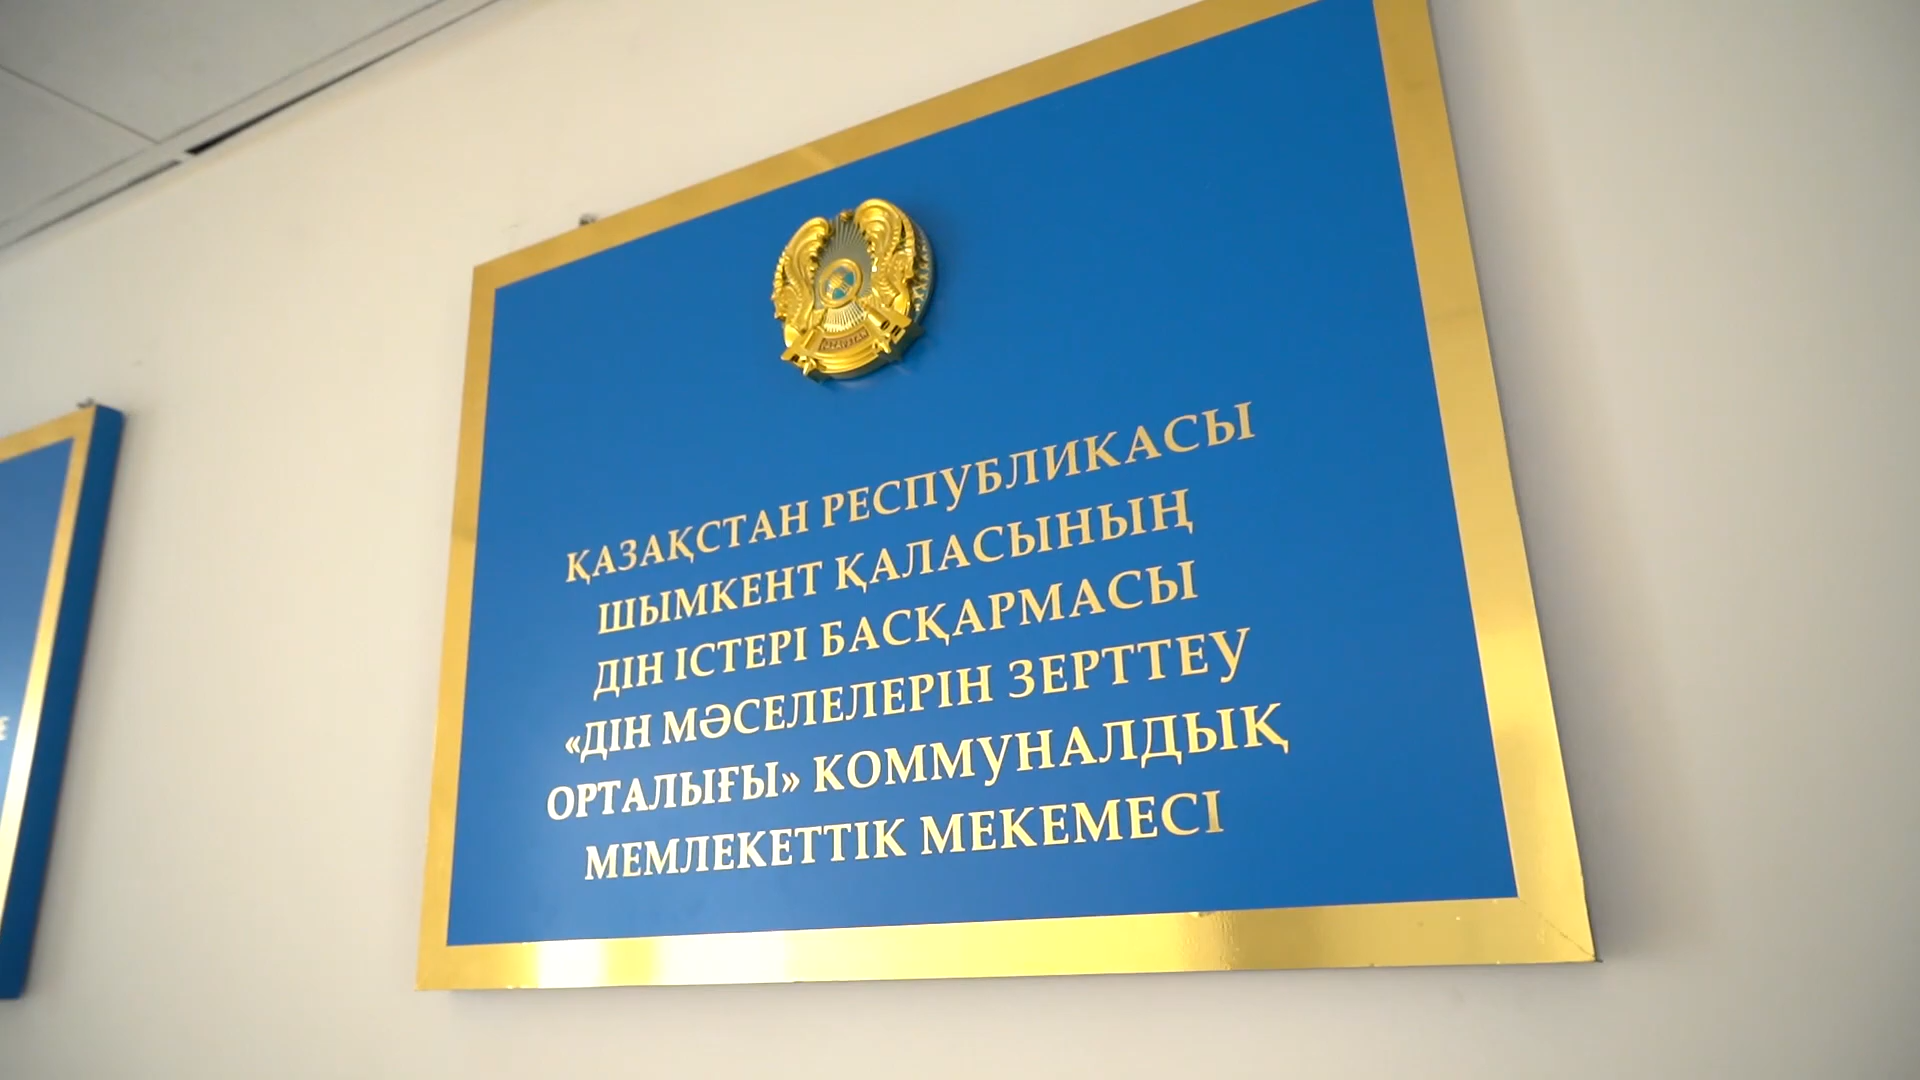 ҚАЗАҚСТАН РЕСПУБЛИКАСЫ
ШЫМКЕНТ ҚАЛАСЫНЫҢ
ДІН ІСТЕРІ БАСҚАРМАСЫ
«ДІН МӘСЕЛЕЛЕРІН ЗЕРТТЕУ
ОРТАЛЫҒЫ» КОММУНАЛДЫҚ
МЕМЛЕКЕТТІК МЕКЕМЕСІ